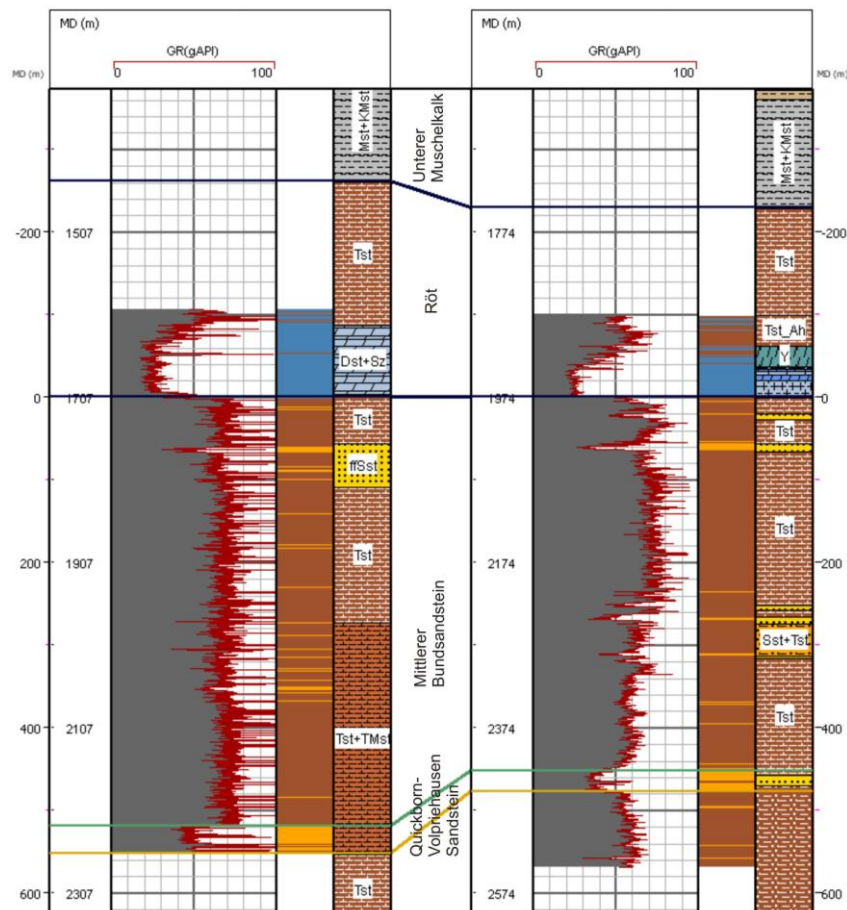 MD (m)
MD (m)
GR(gAPI)
GR(gAPI)
MD (m)
0
100
0
100
MD (m)
Mst+KMst
Unterer
Muschelkalk
Mst+KMst
-200
1507
Tst
1774
Tst
-200
Röt
Tst_Ah
Dst+Sz
Y
0
1707
1974
0
Tst
Tst
ffSst
Tst
Tst
200
1907
2174
200
Mittlerer
Bundsandstein
Sst+Tst
Tst
400
2107
Tst+TMst
2374
400
Quickborn-
Volpriehausen
Sandstein
Tst
600
2307
2574
600